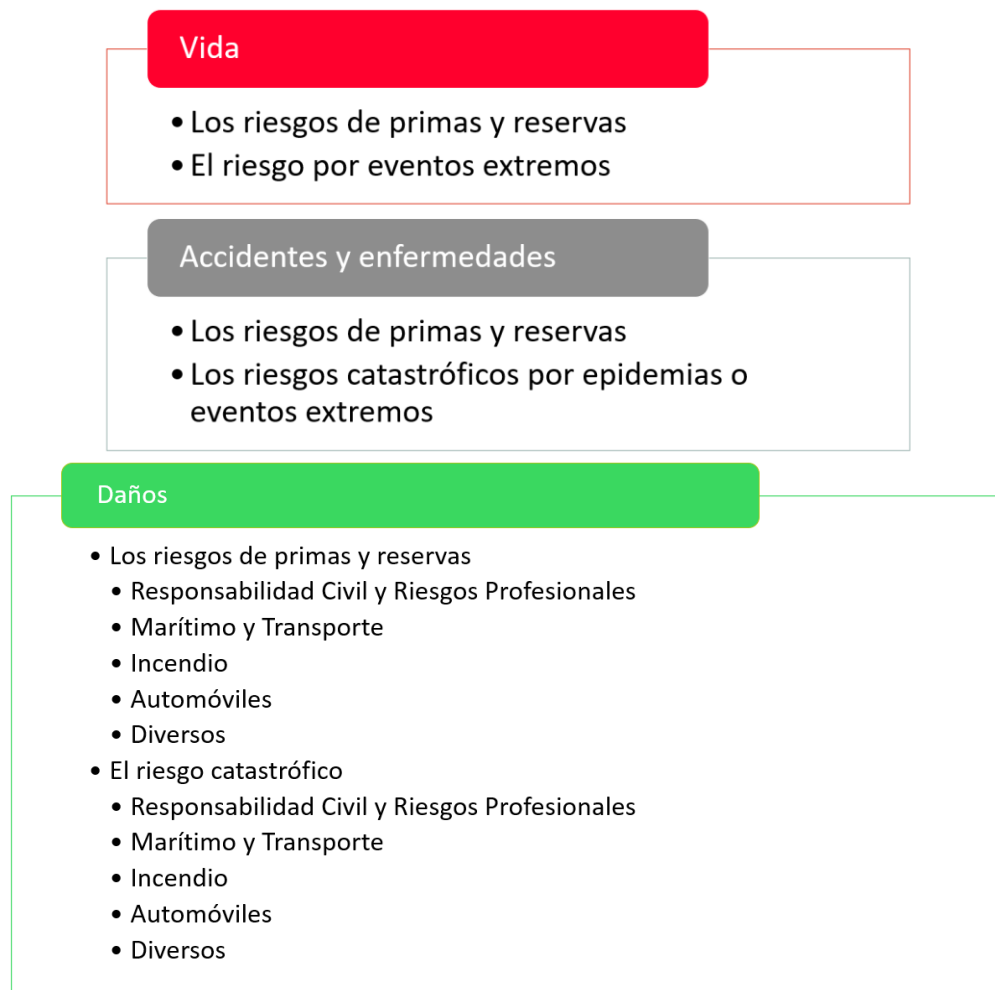 Vida
• Los riesgos de primas y reservas
• El riesgo por eventos extremos
Accidentes y enfermedades
• Los riesgos de primas y reservas
• Los riesgos catastróficos por epidemias o
eventos extremos
Daños
• Los riesgos de primas y reservas
• Responsabilidad Civil y Riesgos Profesionales
• Marítimo y Transporte
• Incendio
• Automóviles
• Diversos
• El riesgo catastrófico
• Responsabilidad Civil y Riesgos Profesionales
• Marítimo y Transporte
• Incendio
• Automóviles
• Diversos